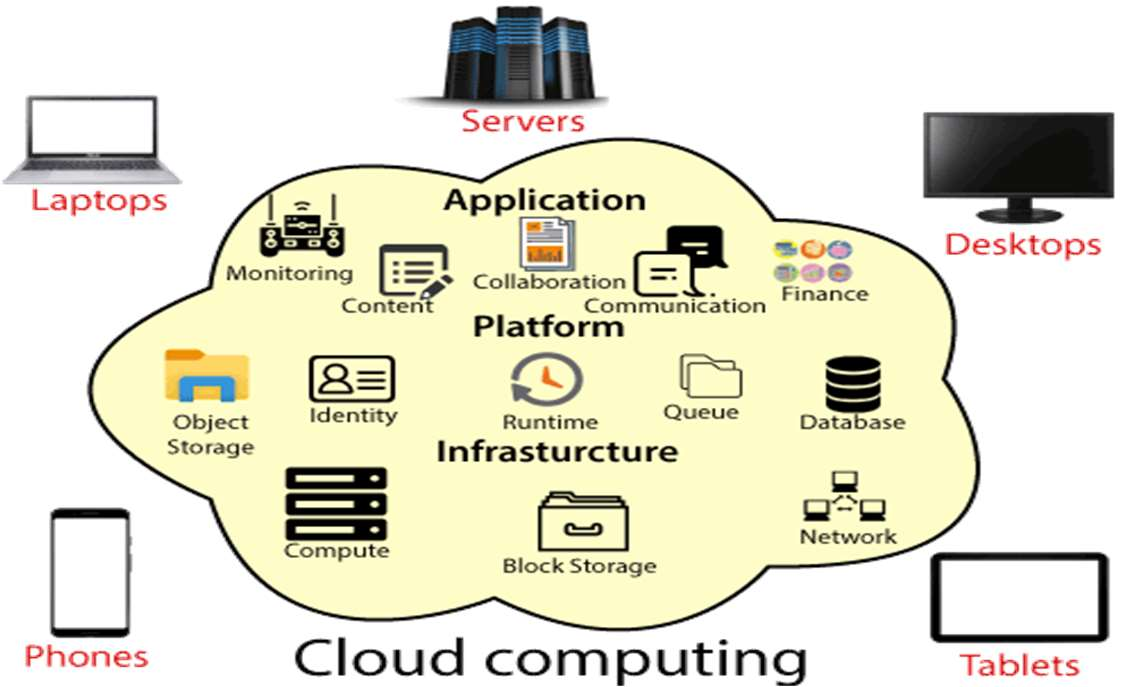 Servers
Laptops
Desktops
Application
Monitoring
Content
Collaboration
Communication
Finance
Platform
Object
Storage
Identity
Runtime
Queue
Database
Infrasturcture
Compute
Block Storage
Network
Phones
Cloud computing
Tablets